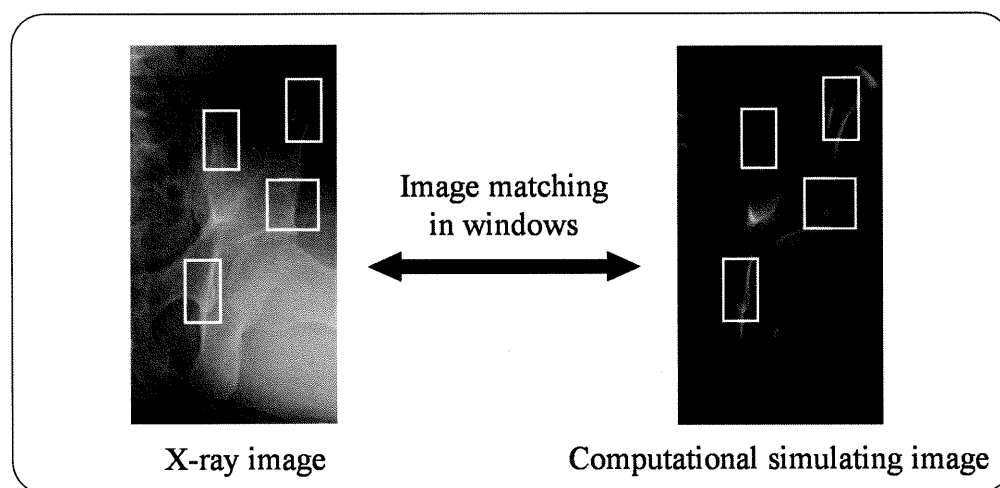 Image matching
in windows
X-ray image
Computational simulating image